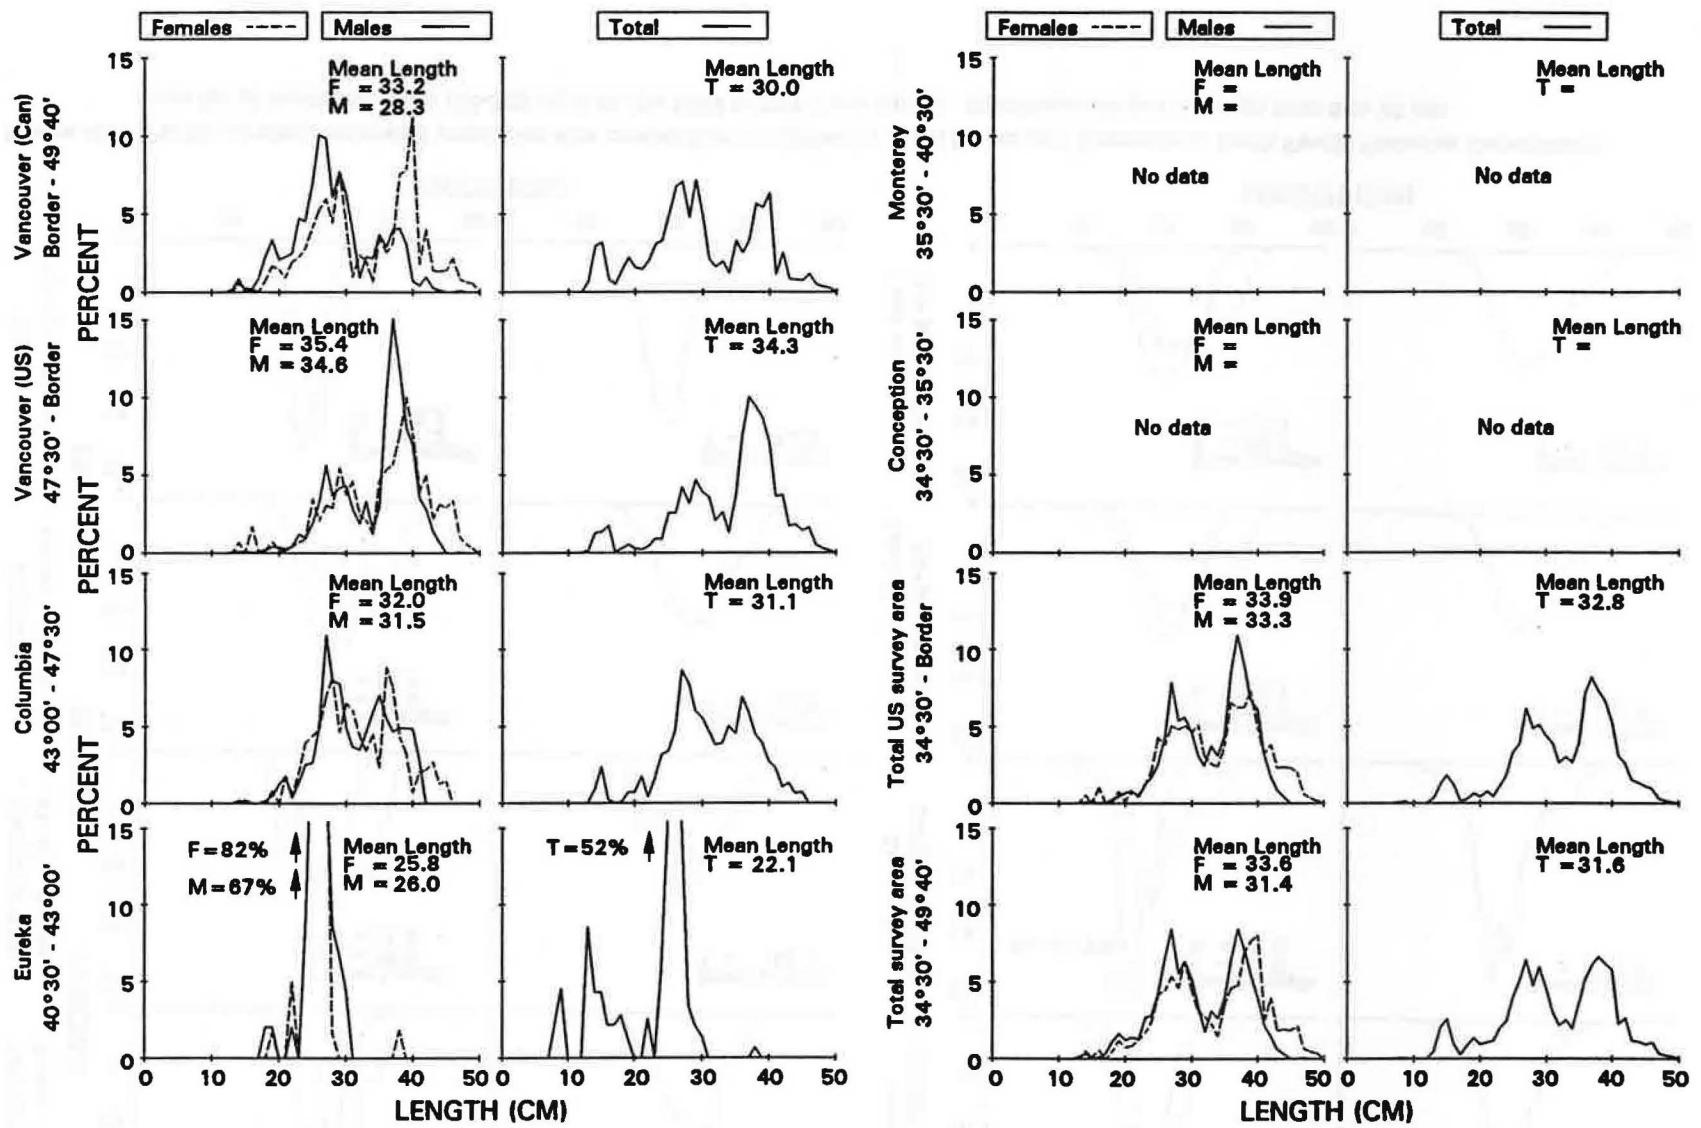 Females Males Total Females Males Total
Vancouver (Can)
Border - 49°40'
PERCENT
15
10
5
0
Mean Length
F = 33.2
M = 28.3
Mean Length
T = 30.0
Vancouver (US)
47°30' - Border
PERCENT
15
10
5
0
Mean Length
F = 35.4
M = 34.6
Mean Length
T = 34.3
Columbia
43°00' - 47°30'
PERCENT
15
10
5
0
Mean Length
F = 32.0
M = 31.5
Mean Length
T = 31.1
Eureka
40°30' - 43°00'
PERCENT
15
10
5
0
F=82%
M=67%
Mean Length
F = 25.8
M = 26.0
T=52%
Mean Length
T = 22.1
0 10 20 30 40 50 0 10 20 30 40 50
LENGTH (CM)
Monterey
35°30' - 40°30'
15
10
5
0
Mean Length
F =
M =
No data
Mean Length
T =
No data
Conception
34°30' - 35°30'
15
10
5
0
Mean Length
F =
M =
No data
Mean Length
T =
No data
Total US survey area
34°30' - Border
15
10
5
0
Mean Length
F = 33.9
M = 33.3
Mean Length
T =32.8
Total survey area
34°30' - 49°40'
15
10
5
0
Mean Length
F = 33.6
M = 31.4
Mean Length
T =31.6
0 10 20 30 40 50 0 10 20 30 40 50
LENGTH (CM)